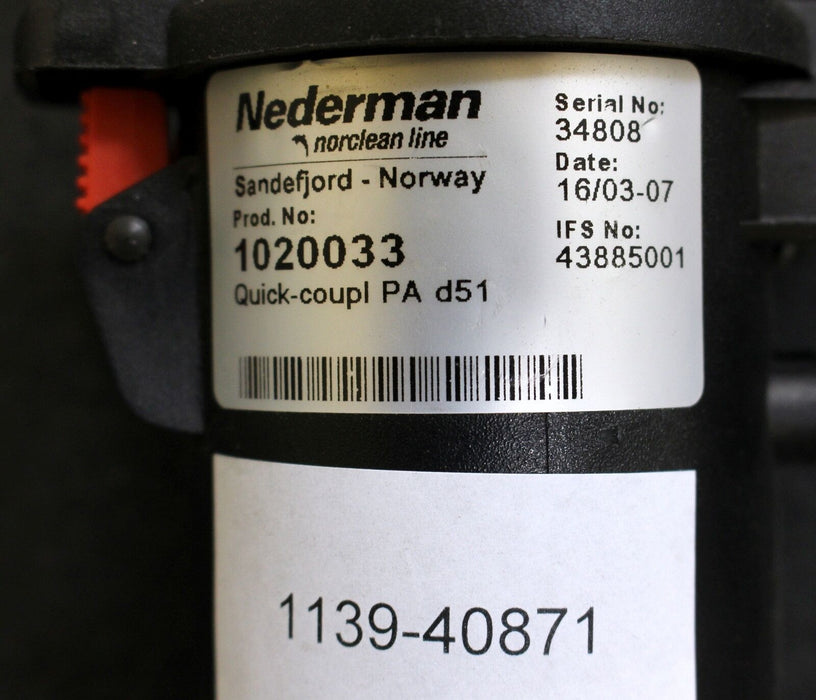 Nederman
norclean line
Sandefjord - Norway
Prod. No:
1020033
Quick-coupl PA d51
Serial No:
34808
Date:
16/03-07
IFS No:
43885001
1139-40871